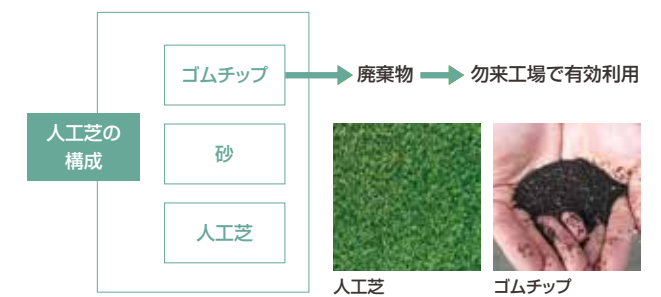 ゴムチップ
廃棄物
勿来工場で有効利用
人工芝の
構成
砂
人工芝
人工芝
ゴムチップ